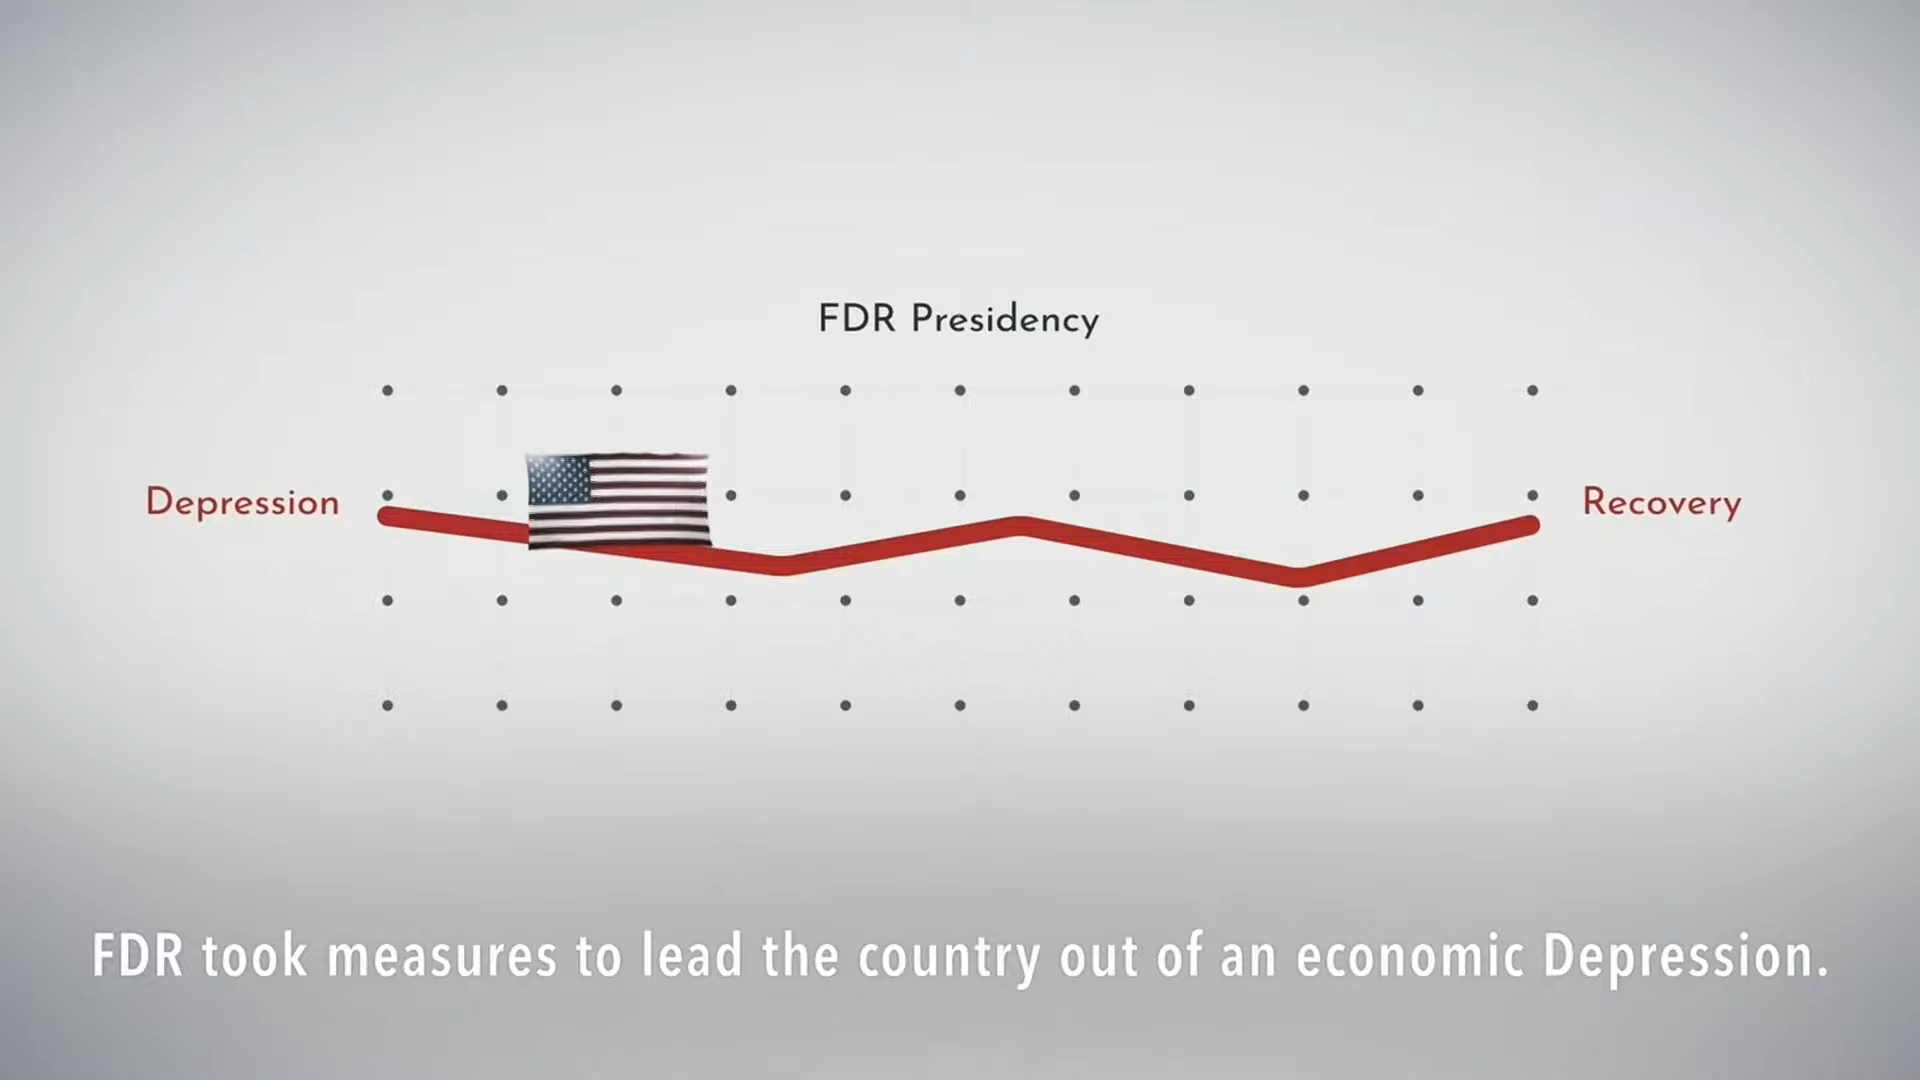 FDR Presidency
Depression
Recovery
FDR took measures to lead the country out of an economic Depression.